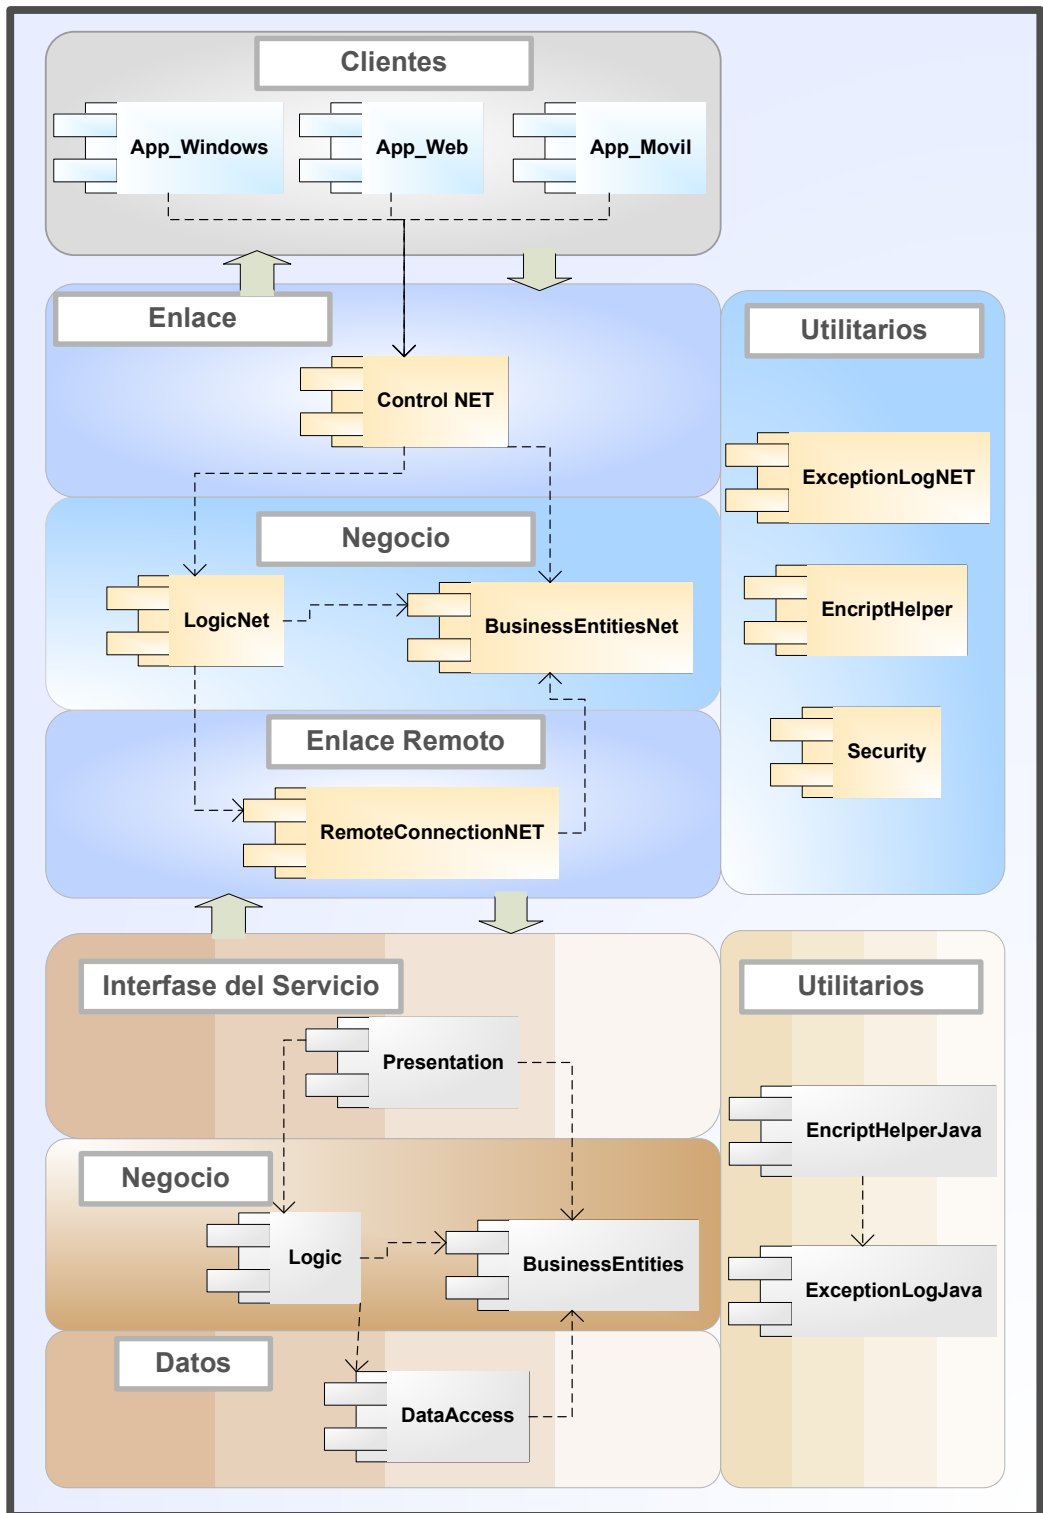 Clientes
App_Windows
App_Web
App_Movil
Enlace
Utilitarios
Control NET
ExceptionLogNET
Negocio
EncriptHelper
LogicNet
BusinessEntitiesNet
Enlace Remoto
Security
RemoteConnectionNET
Interfase del Servicio
Utilitarios
Presentation
EncriptHelperJava
Negocio
Logic
BusinessEntities
ExceptionLogJava
Datos
DataAccess